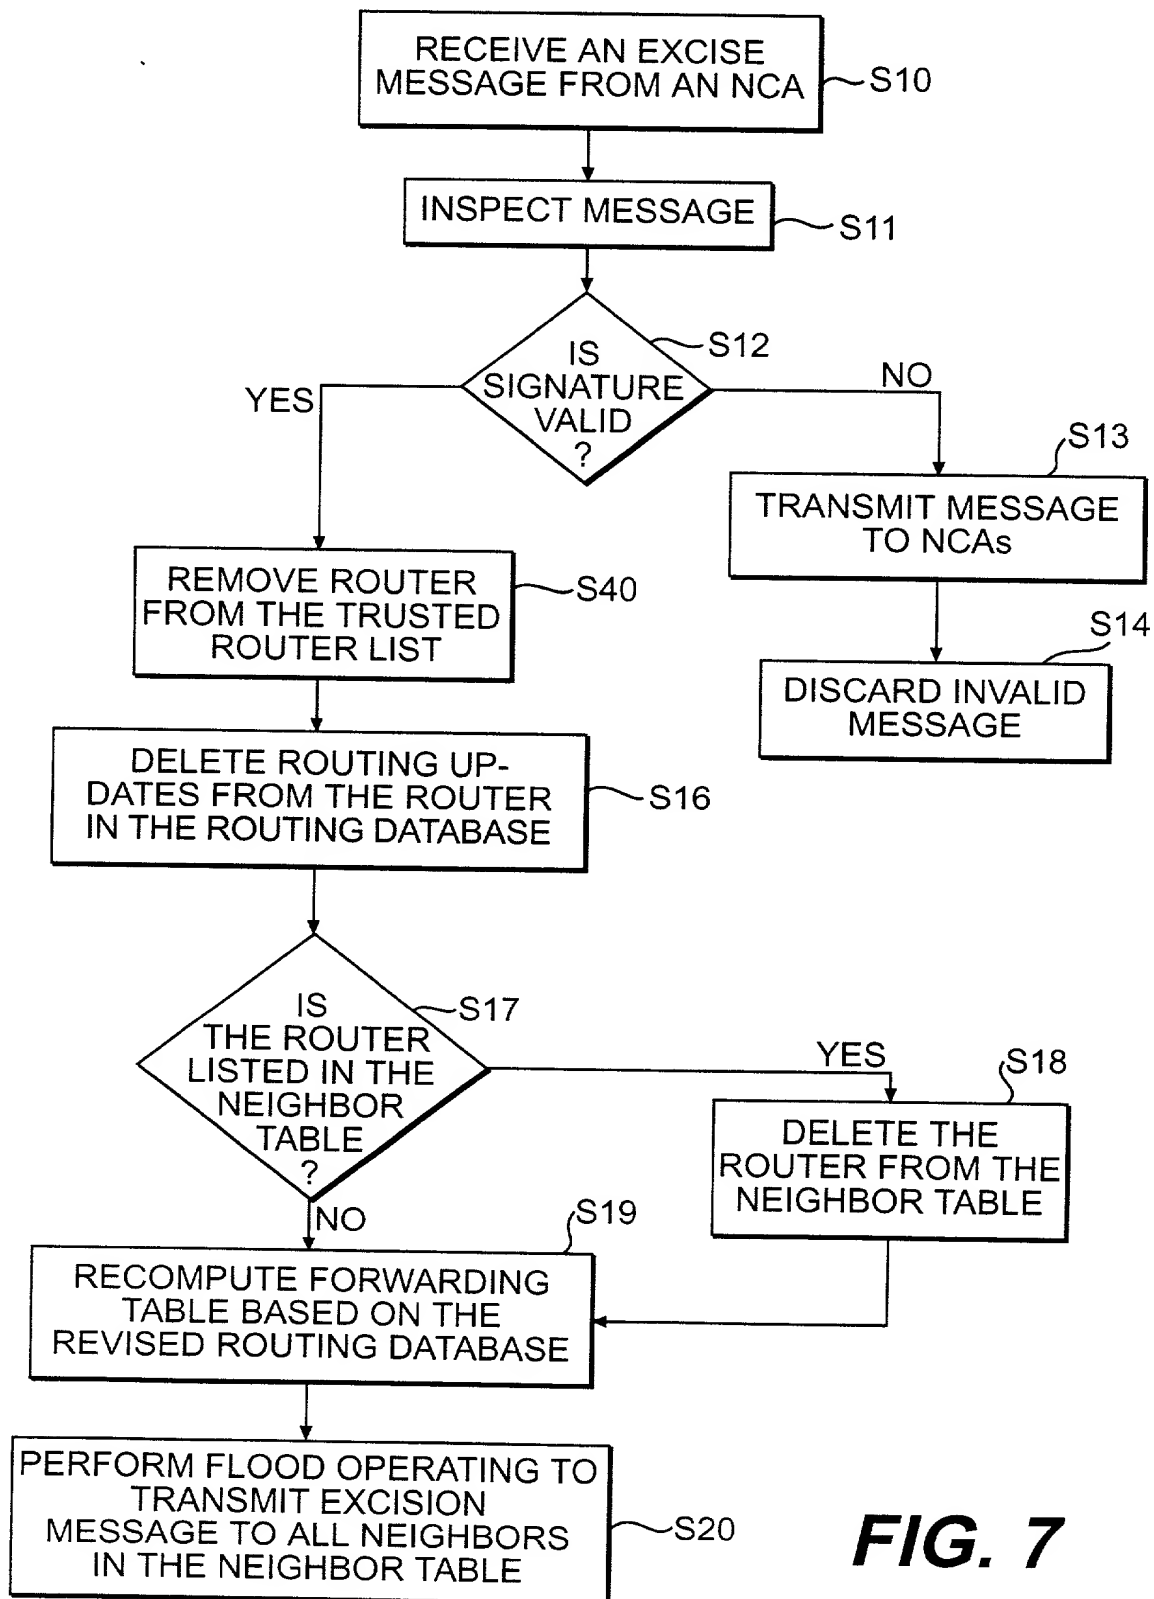 RECEIVE AN EXCISE
MESSAGE FROM AN NCA
S10
INSPECT MESSAGE
S11
IS
SIGNATURE
VALID
?
S12
YES
NO
S13
TRANSMIT MESSAGE
TO NCAs
S14
DISCARD INVALID
MESSAGE
REMOVE ROUTER
FROM THE TRUSTED
ROUTER LIST
S40
DELETE ROUTING UP-
DATES FROM THE ROUTER
IN THE ROUTING DATABASE
S16
IS
THE ROUTER
LISTED IN THE
NEIGHBOR
TABLE
?
S17
YES
S18
DELETE THE
ROUTER FROM THE
NEIGHBOR TABLE
NO
S19
RECOMPUTE FORWARDING
TABLE BASED ON THE
REVISED ROUTING DATABASE
PERFORM FLOOD OPERATING TO
TRANSMIT EXCISION
MESSAGE TO ALL NEIGHBORS
IN THE NEIGHBOR TABLE
S20
FIG. 7